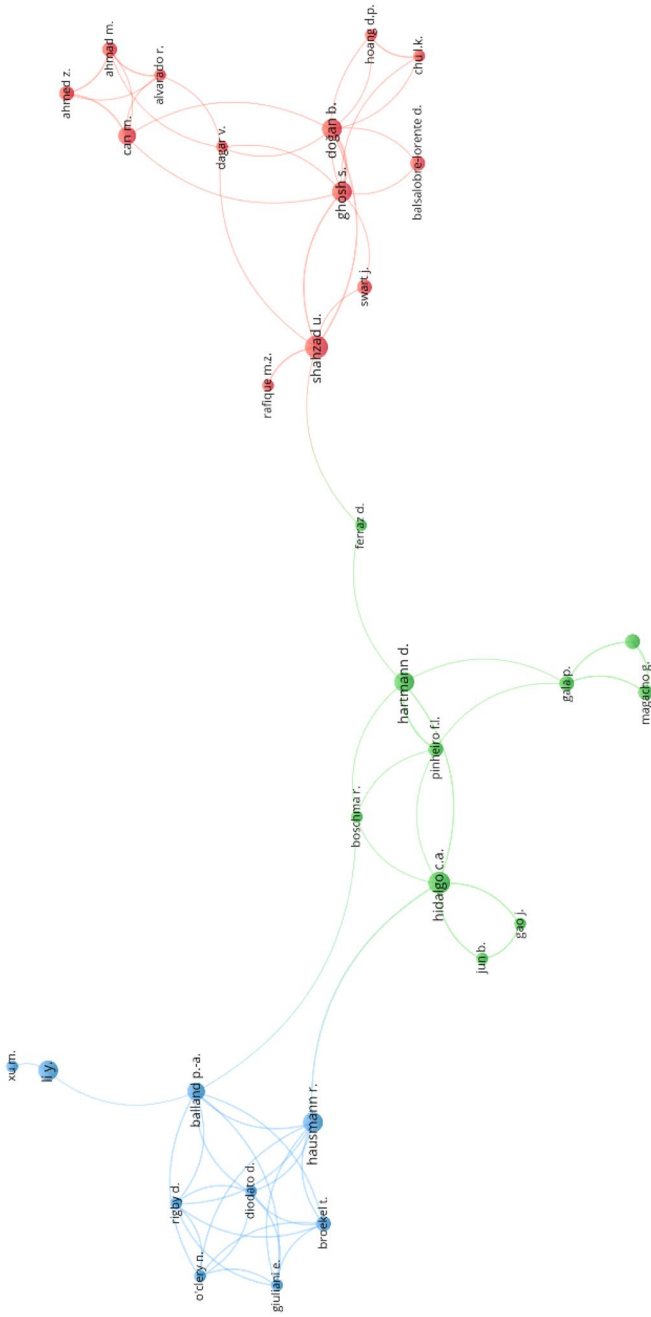 hoang d.p.
ahmad m.
chu l.k.
alvarado r.
ahmed z.
dogan b.
can m.
dagar v.
balsalobre-lorente d.
ghosh s.
swart j.
shahzad u.
rafique m.z.
ferraz d.
hartmann d.
gala p.
magacho g.
pinheiro f.l.
boschma r.
hidalgo c.a.
gao j.
jun b.
xu m.
li y.
balland p.-a.
hausmann r.
rigby d.
diodato d.
broekel t.
o'clery n.
giuliani e.